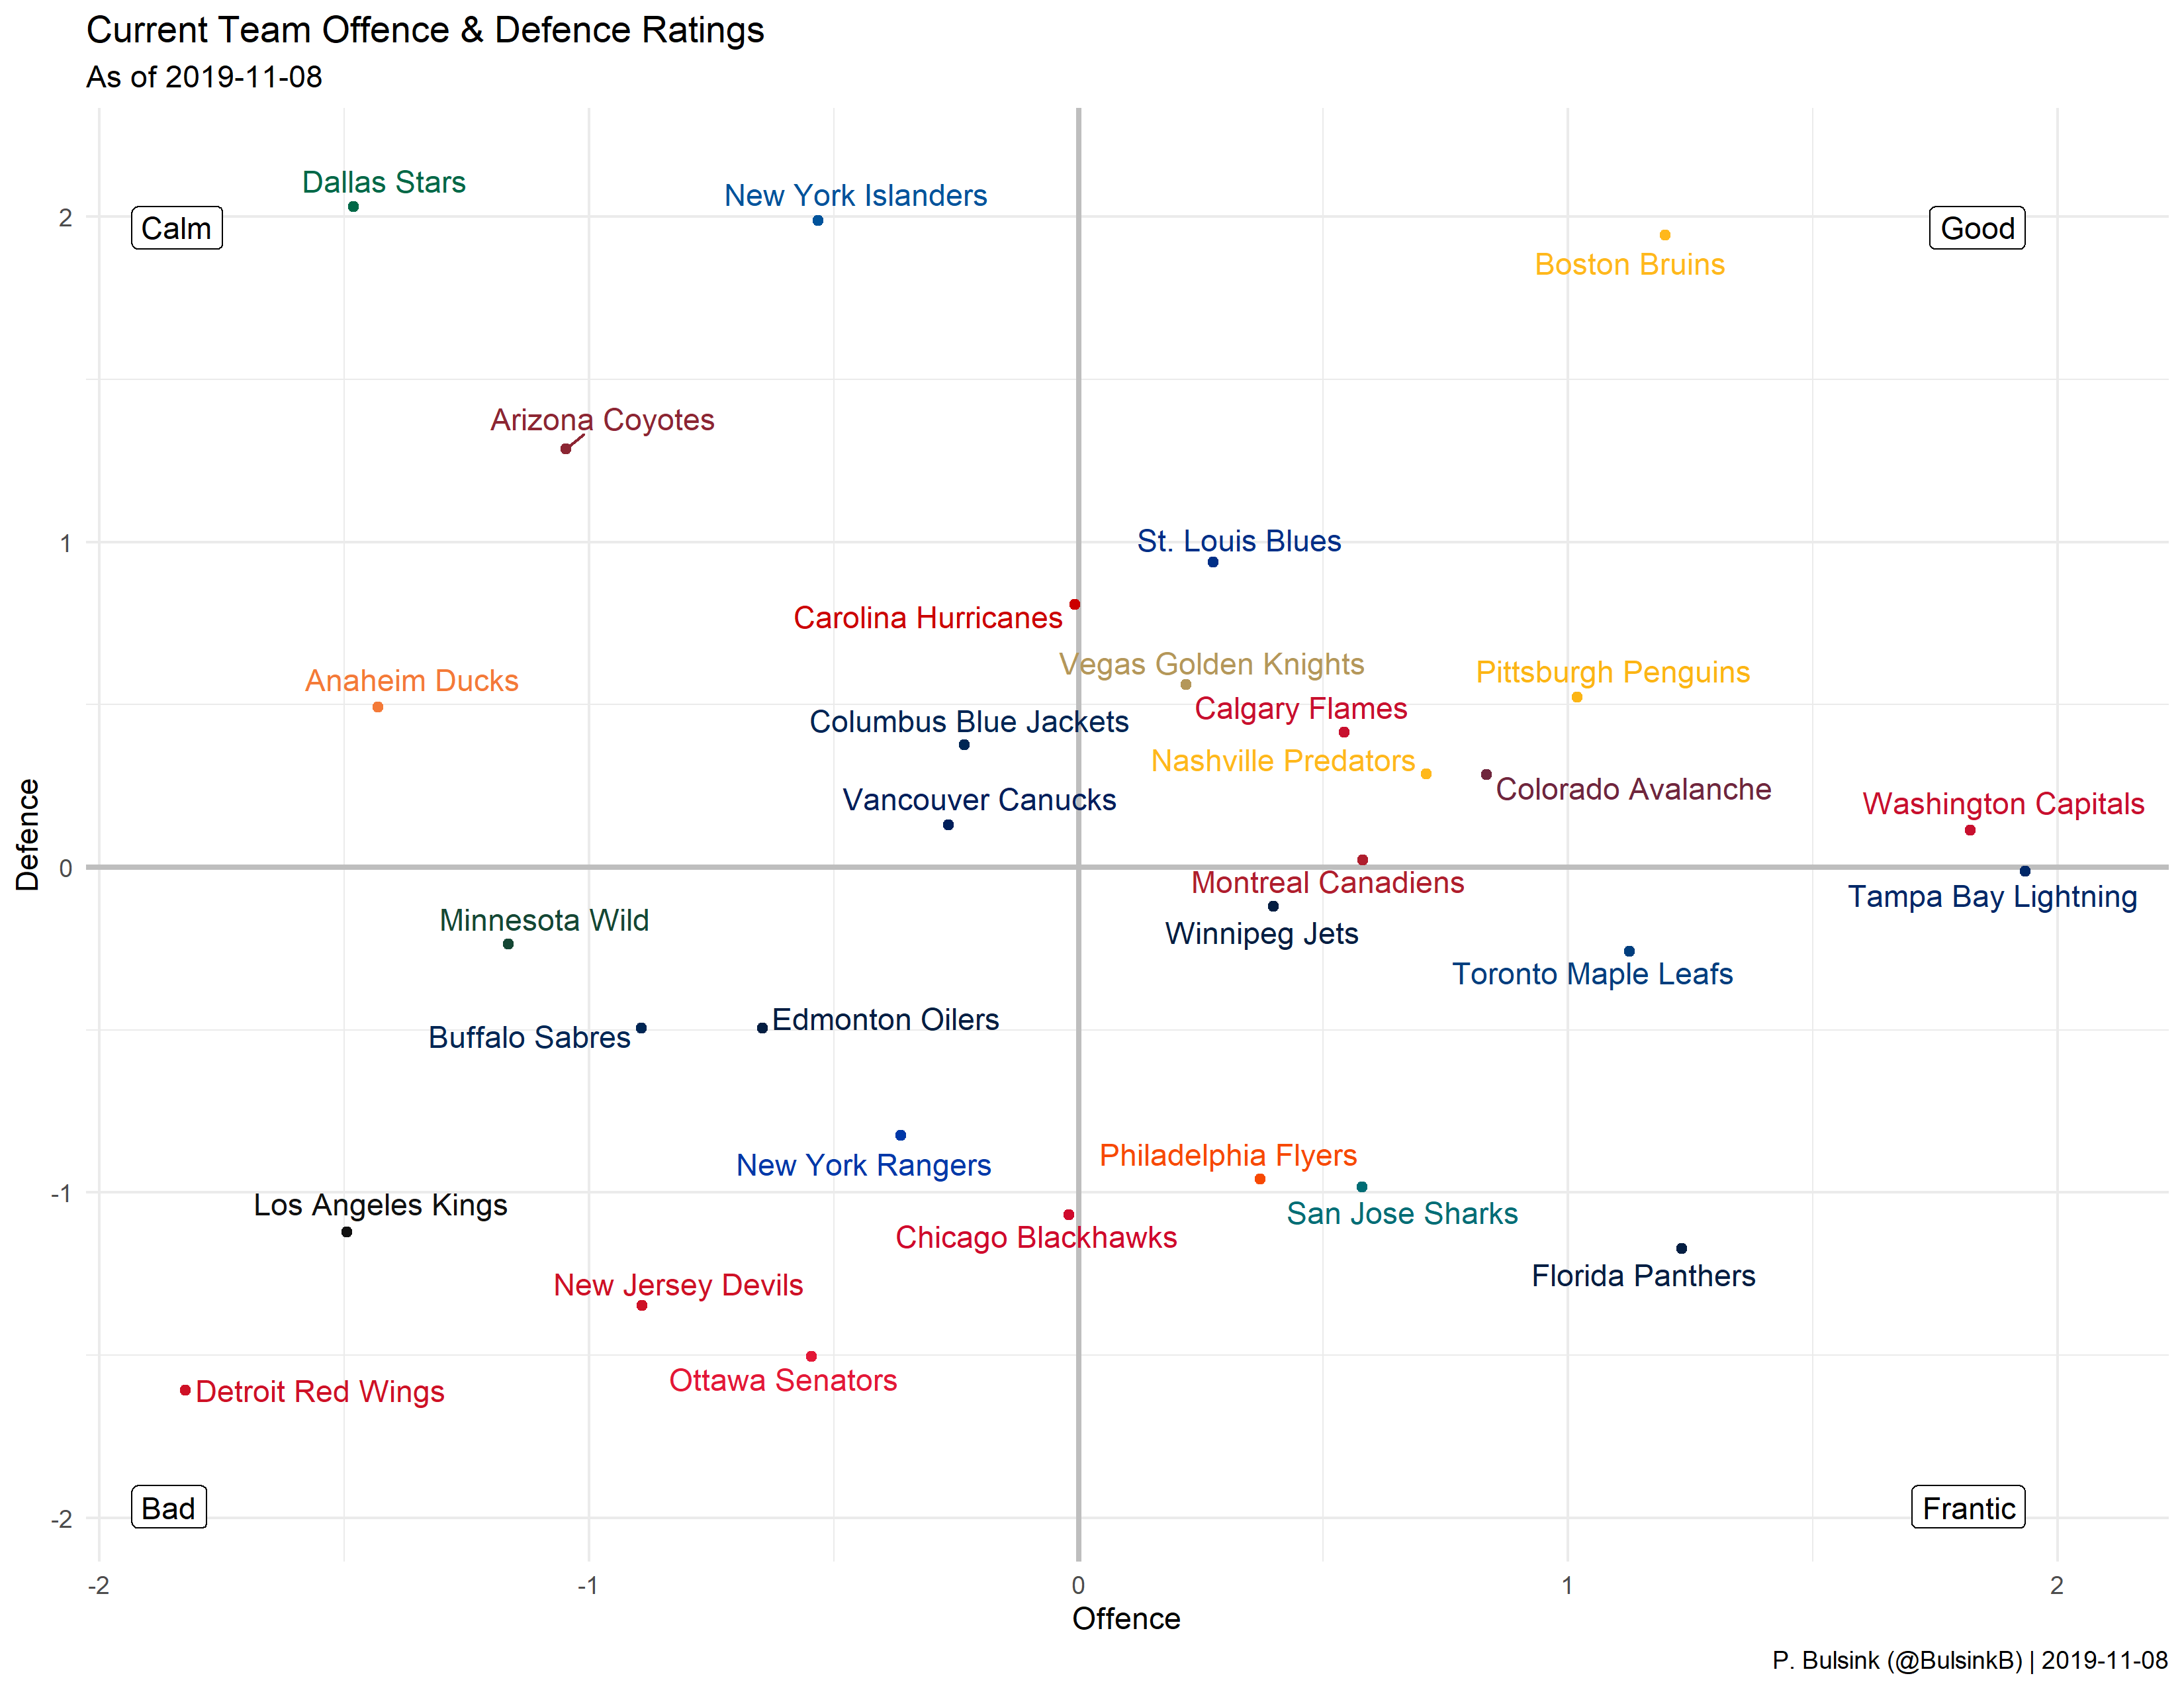 Current Team Offence & Defence Ratings
As of 2019-11-08
Dallas Stars
New York Islanders
Calm
Good
2
Boston Bruins
Arizona Coyotes
St. Louis Blues
1
Carolina Hurricanes
Vegas Golden Knights
Pittsburgh Penguins
Anaheim Ducks
Calgary Flames
Columbus Blue Jackets
Nashville Predators
Colorado Avalanche
Vancouver Canucks
Washington Capitals
Defence
0
Montreal Canadiens
Tampa Bay Lightning
Minnesota Wild
Winnipeg Jets
Toronto Maple Leafs
Edmonton Oilers
Buffalo Sabres
New York Rangers
Philadelphia Flyers
-1
Los Angeles Kings
San Jose Sharks
Chicago Blackhawks
Florida Panthers
New Jersey Devils
Ottawa Senators
Detroit Red Wings
Bad
Frantic
-2
-2 -1 0 1 2
Offence
P. Bulsink (@BulsinkB) | 2019-11-08